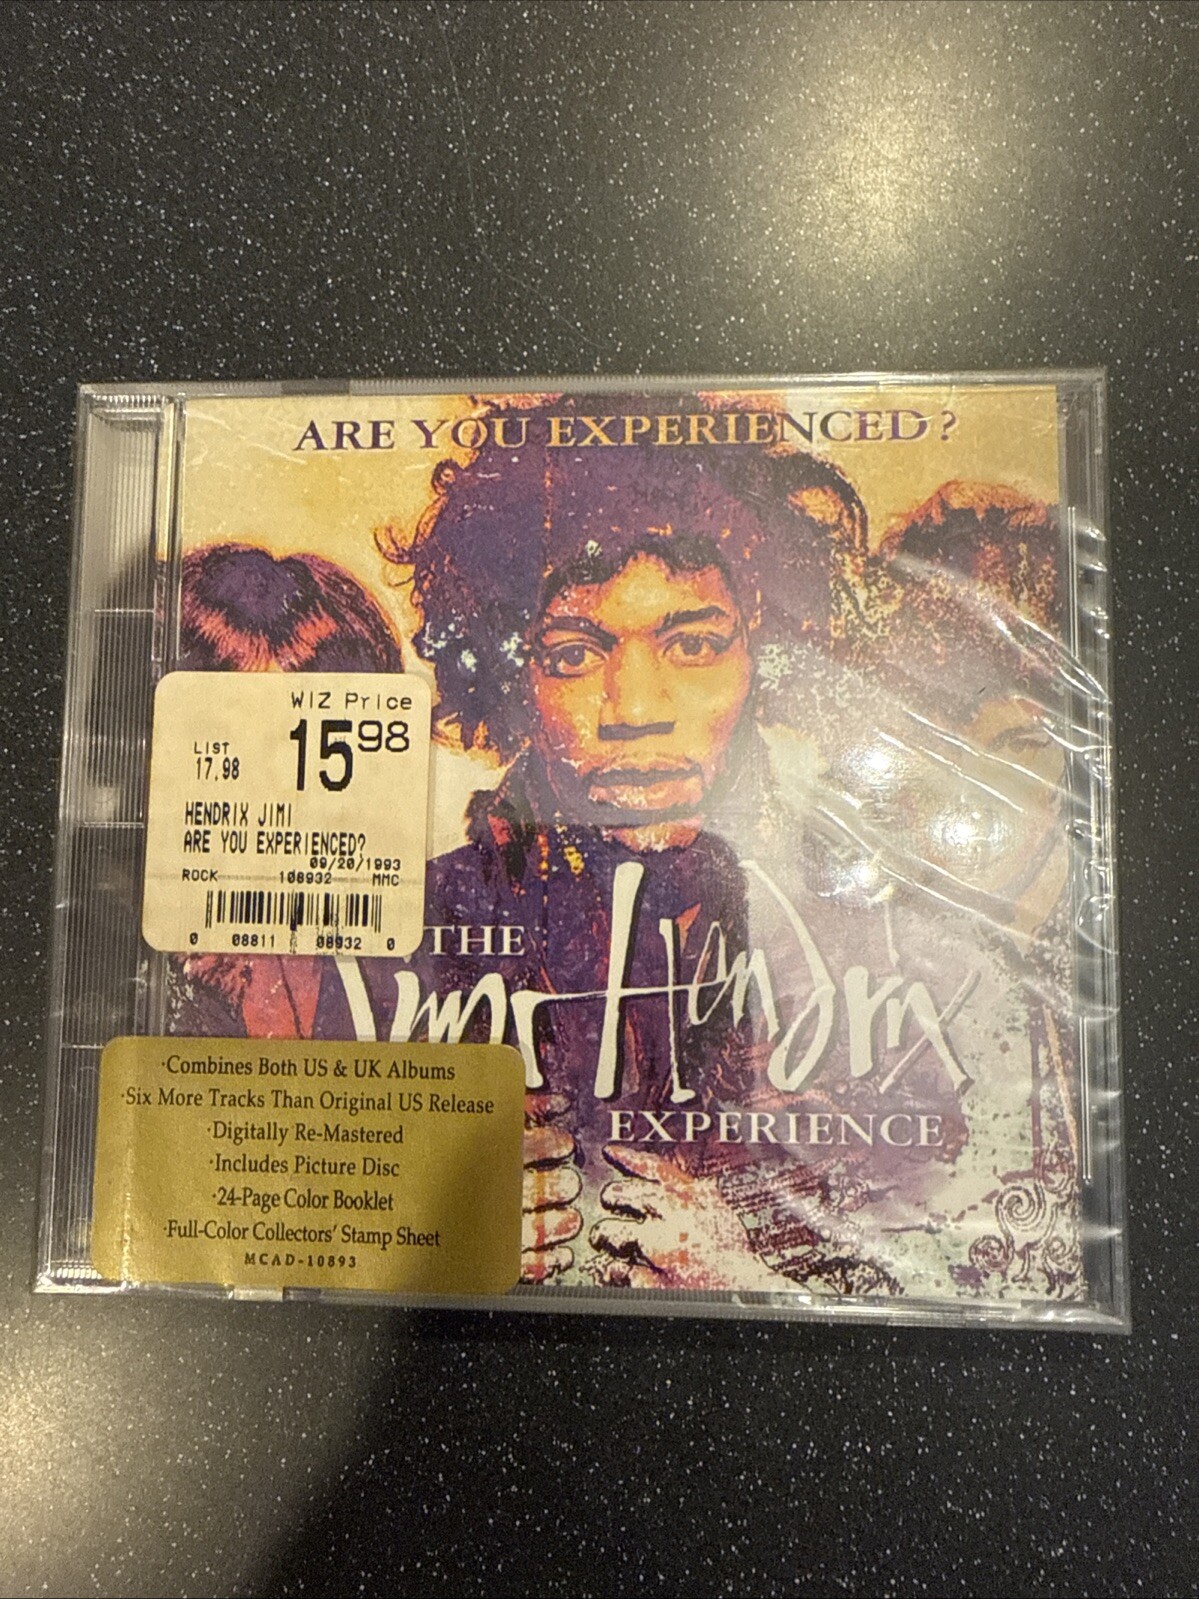 ARE YOU EXPERIENCED?
WIZ Price
LIST
17.98
15 98
HENDRIX JIMI
ARE YOU EXPERIENCED?
09/20/1993
ROCK 108932 MMC
0 08811 08932 0
THE
Jimi Hendrix
EXPERIENCE
·Combines Both US & UK Albums
·Six More Tracks Than Original US Release
·Digitally Re-Mastered
·Includes Picture Disc
·24-Page Color Booklet
·Full-Color Collectors' Stamp Sheet
MCAD-10893